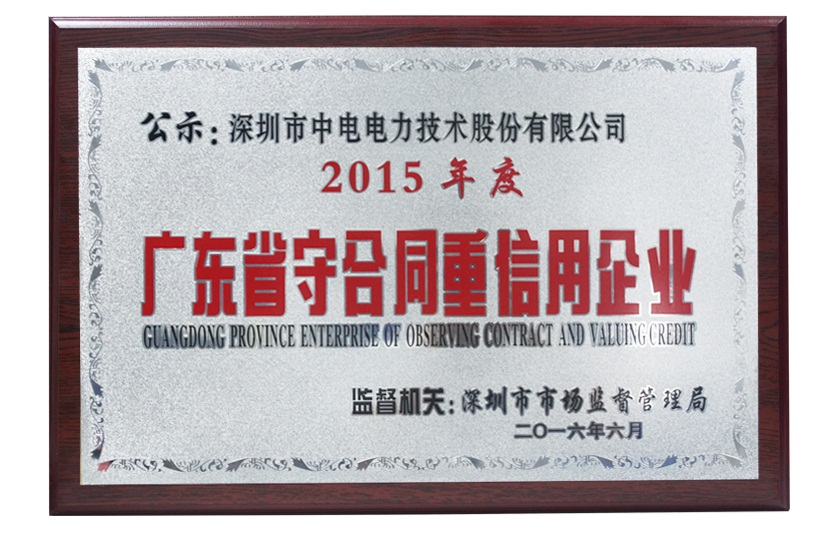 公示:深圳市中电电力技术股份有限公司
2015年度
广东省守合同重信用企业
GUANGDONG PROVINCE ENTERPRISE OF OBSERVING CONTRACT AND VALUING CREDIT
监督机关:深圳市市场监督管理局
二〇一六年六月